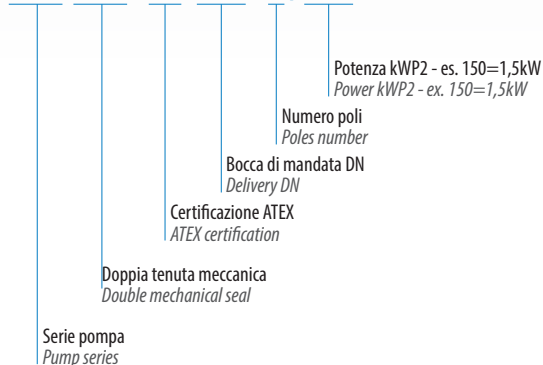 Potenza kWP2 - es. 150=1,5kW
Power kWP2 - ex. 150=1,5kW
Numero poli
Poles number
Bocca di mandata DN
Delivery DN
Certificazione ATEX
ATEX certification
Doppia tenuta meccanica
Double mechanical seal
Serie pompa
Pump series